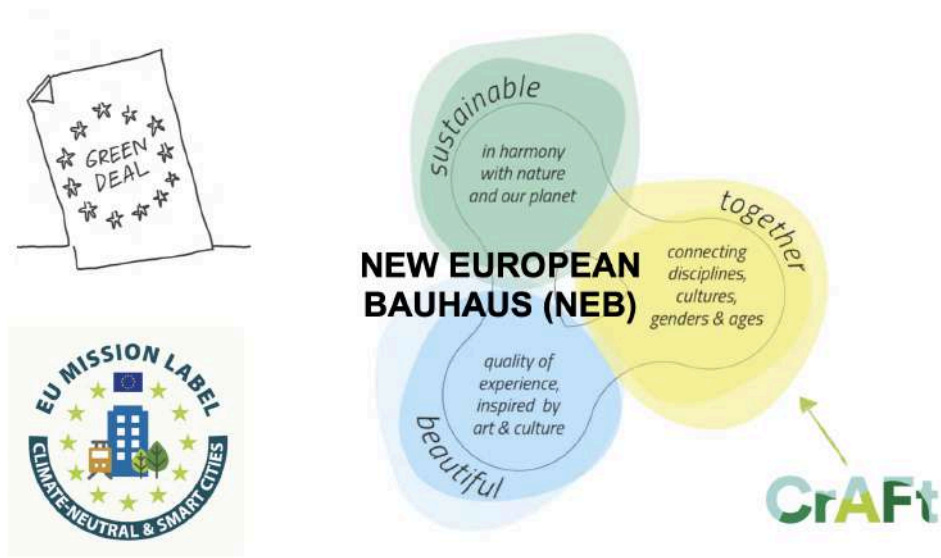 GREEN
DEAL
EU MISSION LABEL
CLIMATE-NEUTRAL & SMART CITIES
sustainable
in harmony
with nature
and our planet
together
connecting
disciplines,
cultures,
genders & ages
NEW EUROPEAN
BAUHAUS (NEB)
quality of
experience,
inspired by
art & culture
beautiful
CrAFt